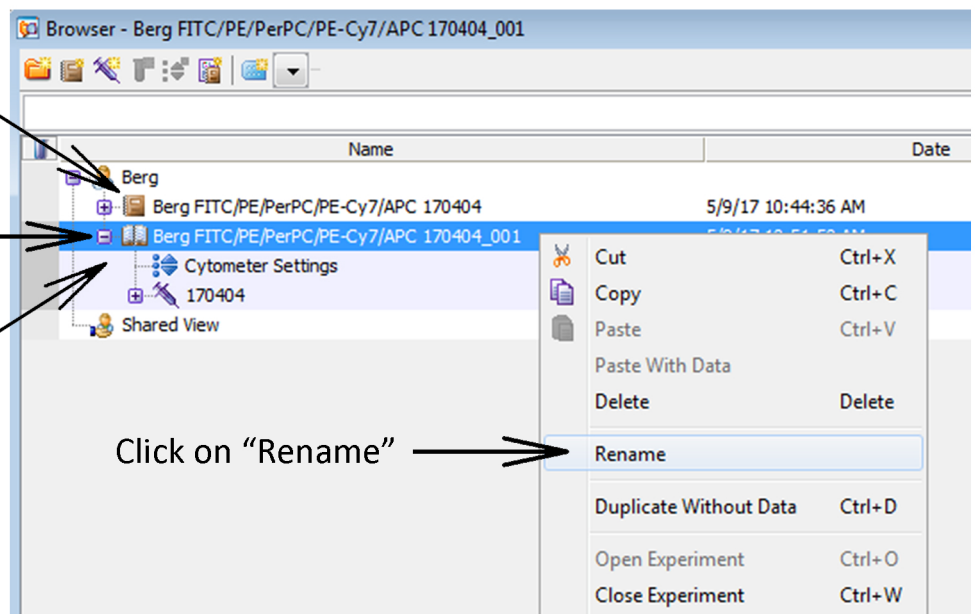 Browser - Berg FITC/PE/PerPC/PE-Cy7/APC 170404_001
Name Date
Berg
Berg FITC/PE/PerPC/PE-Cy7/APC 170404 5/9/17 10:44:36 AM
Berg FITC/PE/PerPC/PE-Cy7/APC 170404_001
Cytometer Settings
170404
Shared View
Cut Ctrl+X
Copy Ctrl+C
Paste Ctrl+V
Paste With Data
Delete Delete
Click on “Rename”
Rename
Duplicate Without Data Ctrl+D
Open Experiment Ctrl+O
Close Experiment Ctrl+W